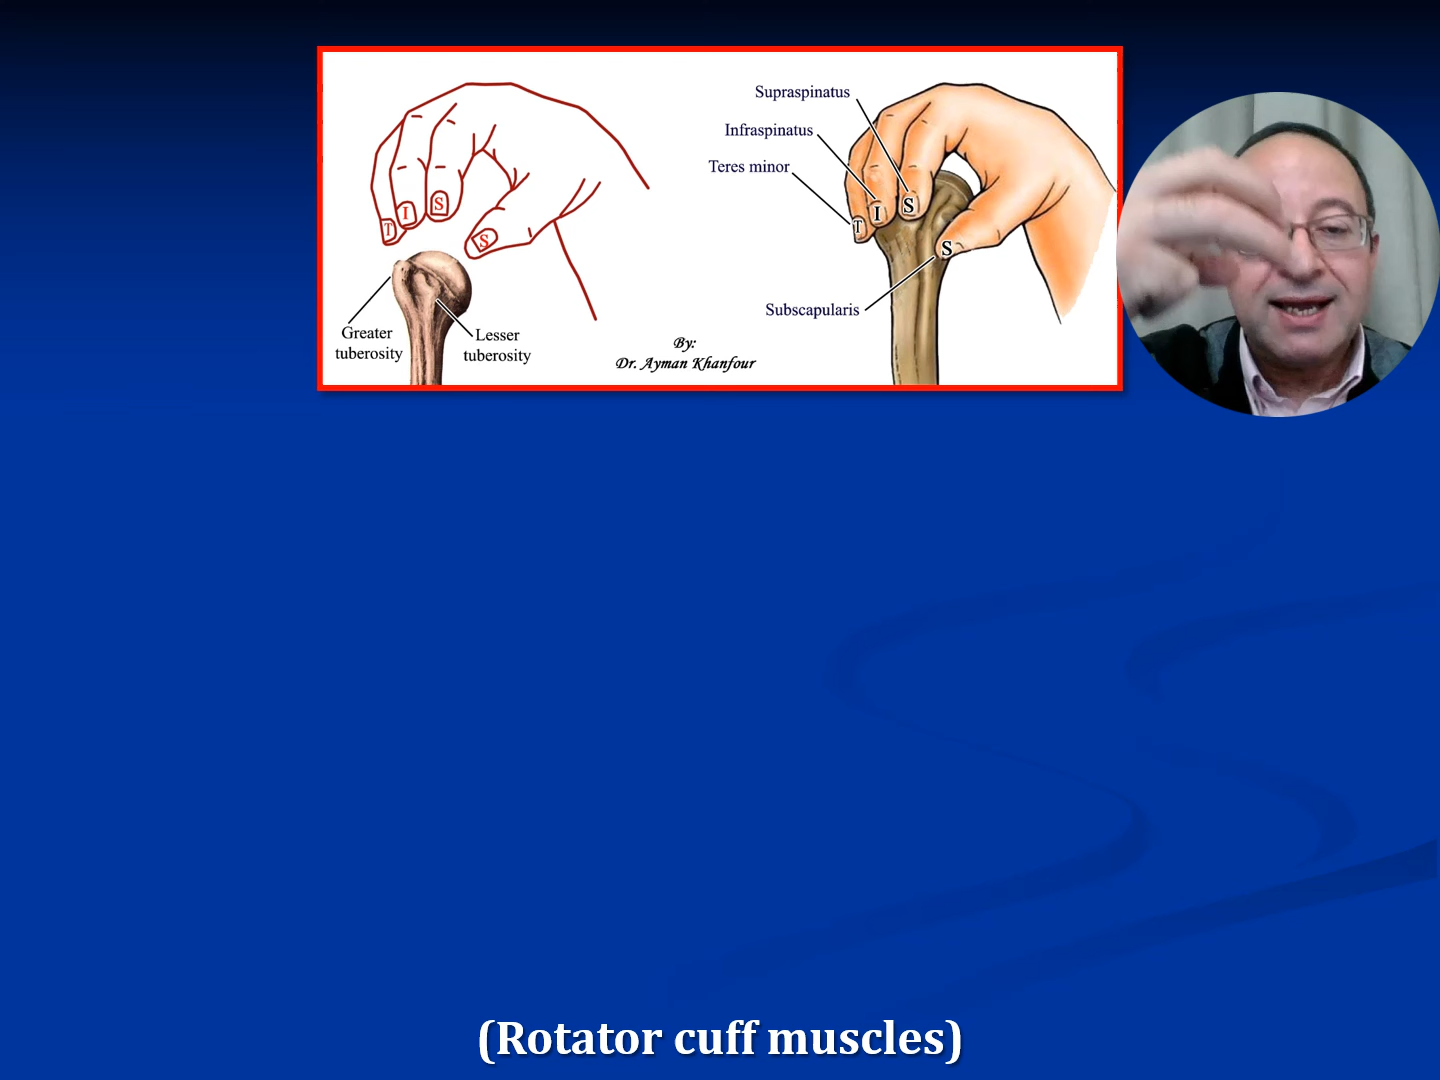 T
I
S
S
Greater
tuberosity
Lesser
tuberosity
By:
Dr. Ayman Khanfour
Supraspinatus
Infraspinatus
Teres minor
T
I
S
S
Subscapularis
(Rotator cuff muscles)